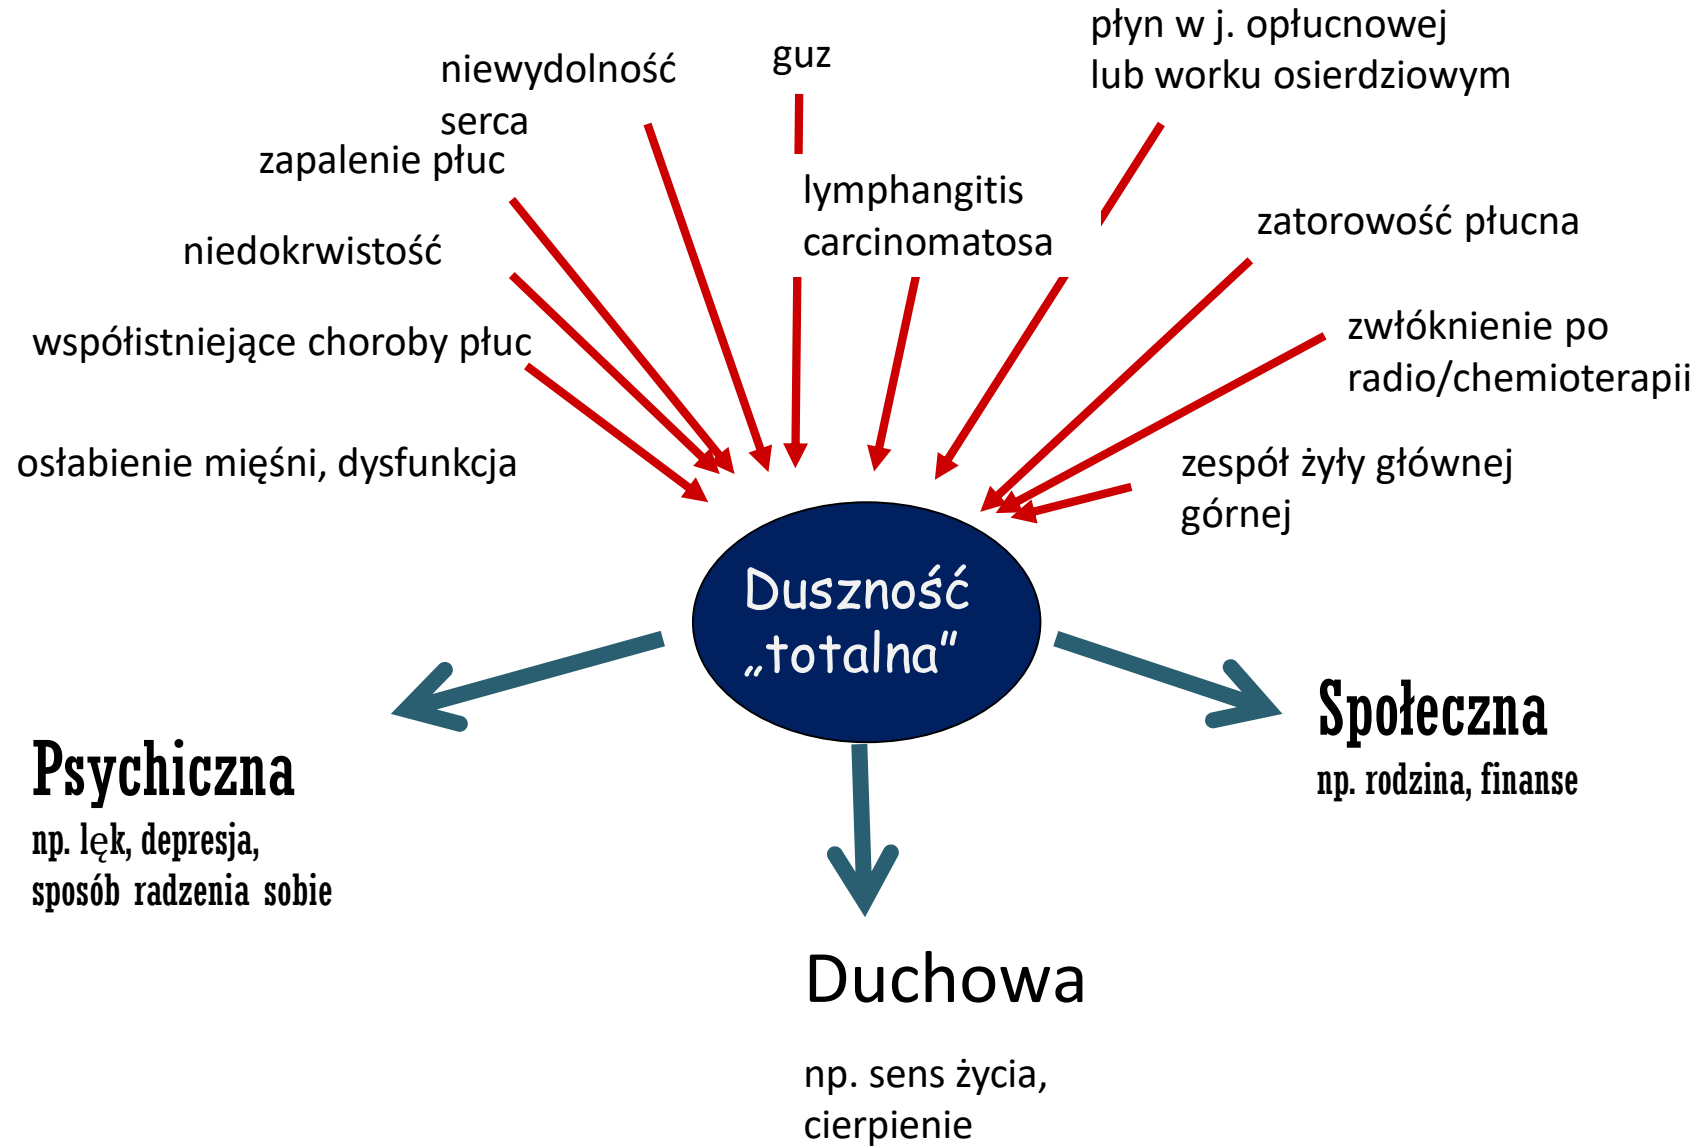 niewydolność
serca
guz
płyn w j. opłucnowej
lub worku osierdziowym
zapalenie płuc
lymphangitis
carcinomatosa
zatorowość płucna
niedokrwistość
współistniejące choroby płuc
zwłóknienie po
radio/chemioterapii
osłabienie mięśni, dysfunkcja
zespół żyły głównej
górnej
Duszność
„totalna”
Psychiczna
np. lęk, depresja,
sposób radzenia sobie
Społeczna
np. rodzina, finanse
Duchowa
np. sens życia,
cierpienie